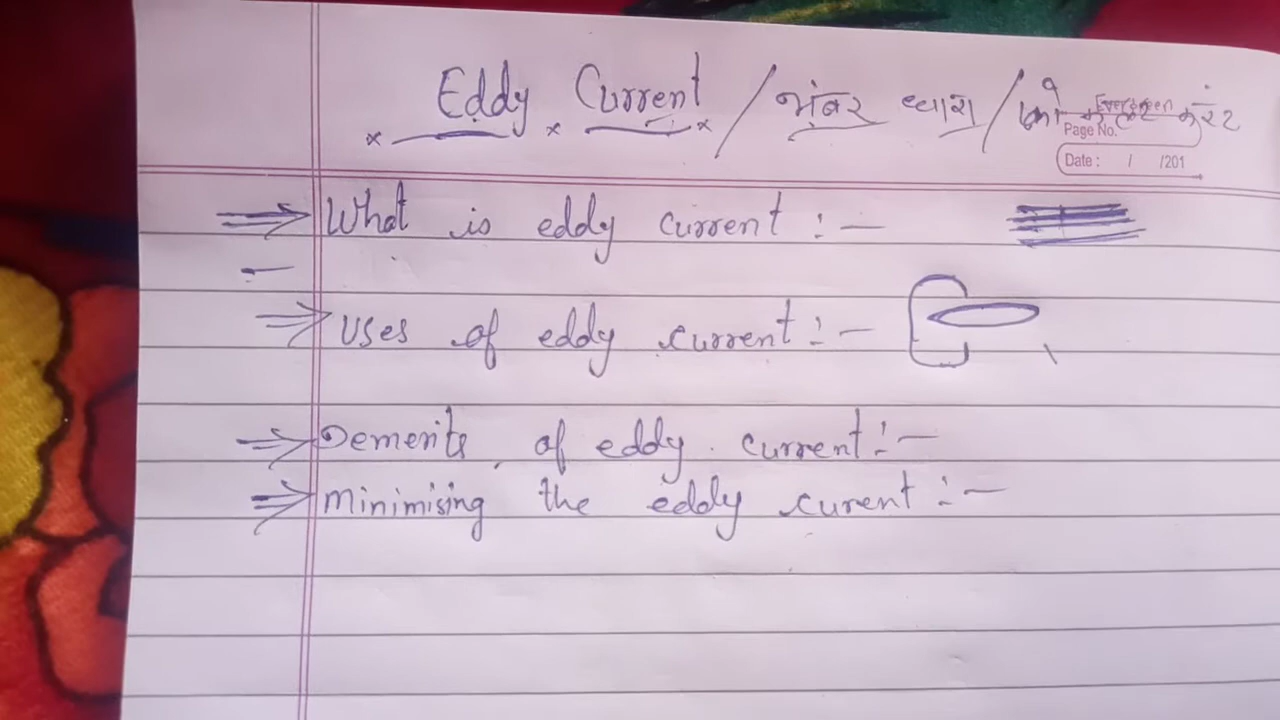 Eddy Current / भंवर धारा /
Evergreen
Page No.
Date : / /201
What is eddy current :-
Uses of eddy current :-
Demerits of eddy current :-
Minimising the eddy curent :-